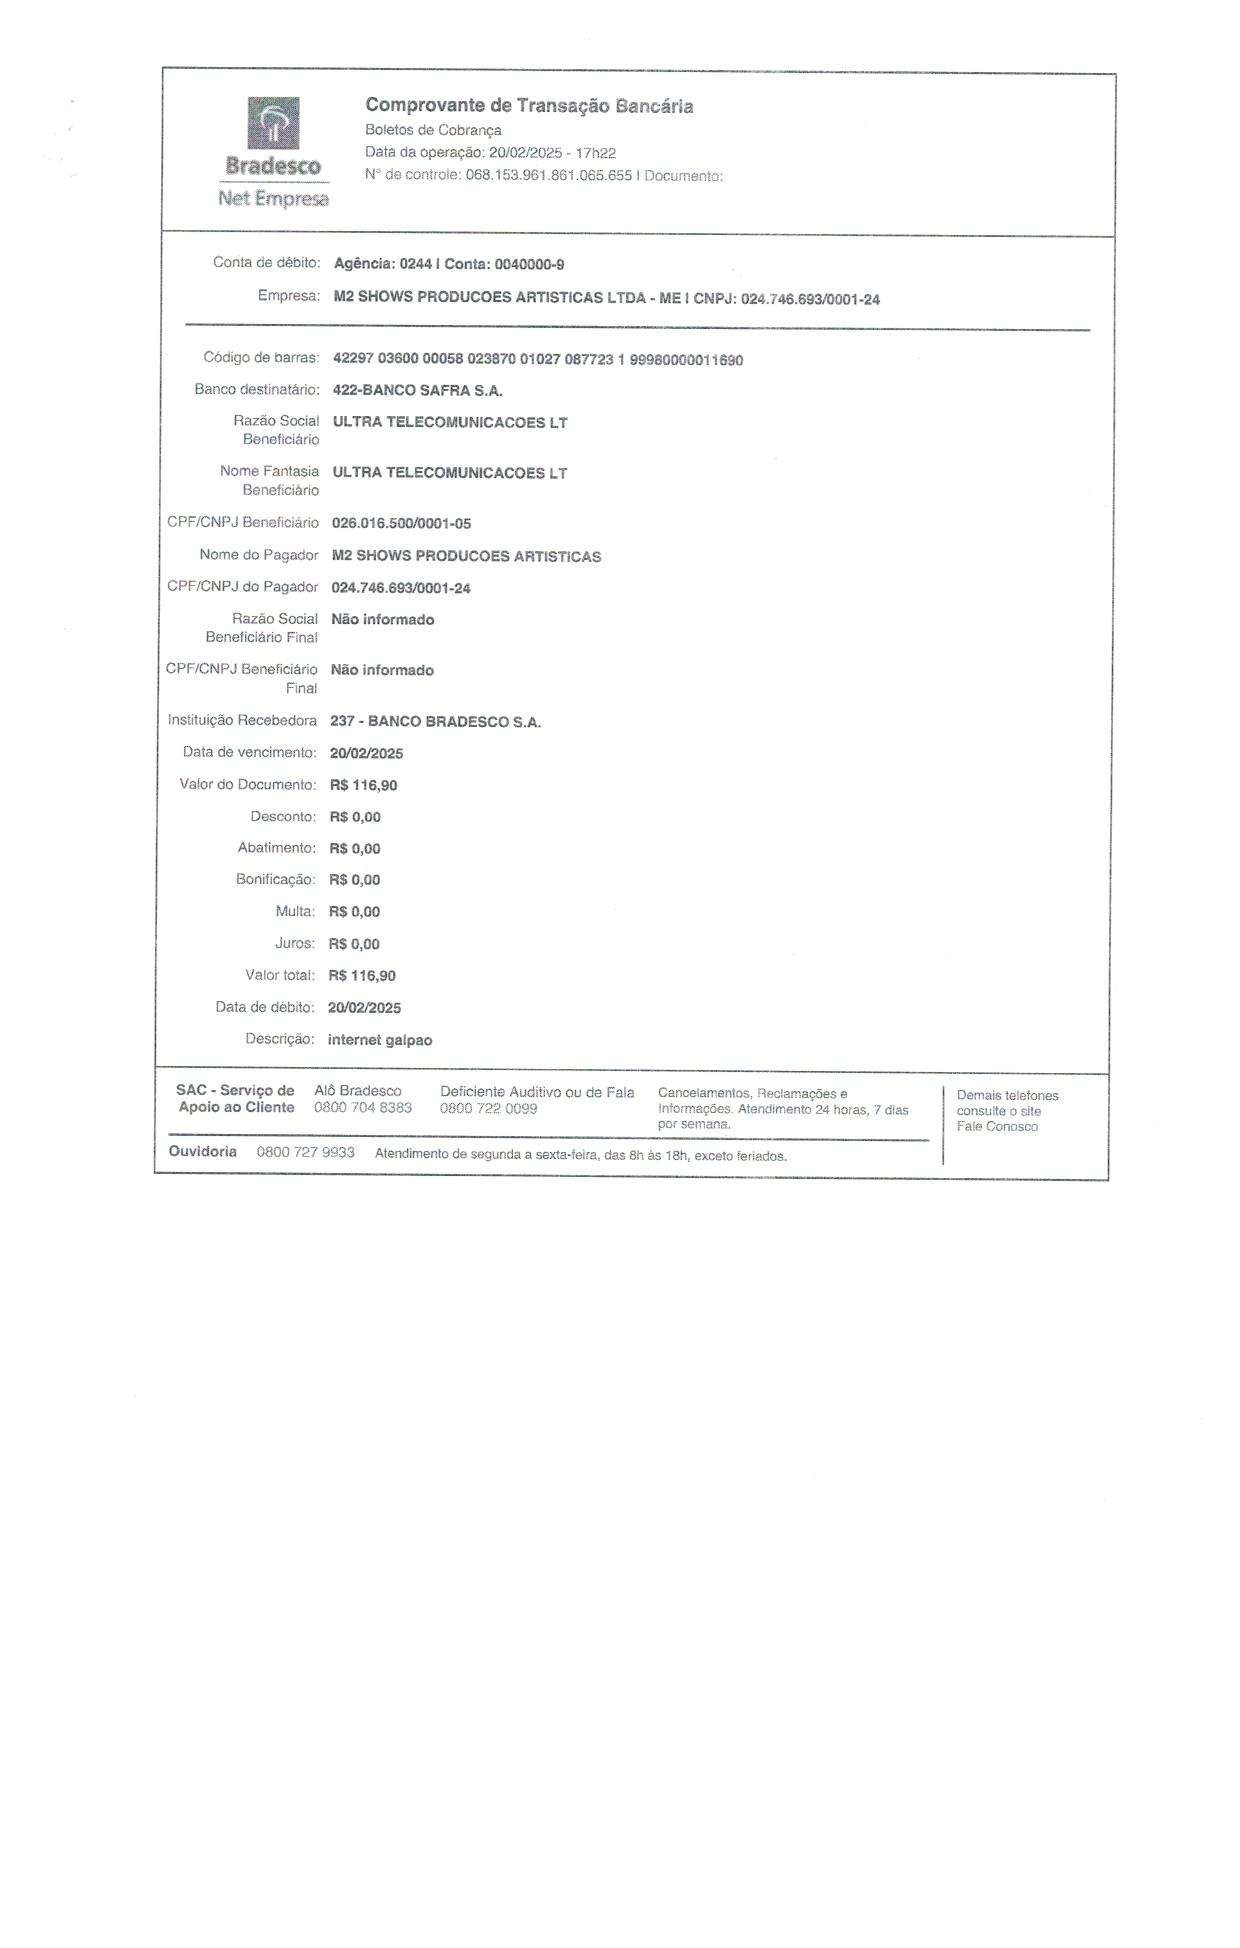 Bradesco
Net Empresa
Comprovante de Transação Bancária
Boletos de Cobrança
Data da operação: 20/02/2025 - 17h22
N° de controle: 068.153.961.861.065.655 | Documento:
Conta de débito: Agência: 0244 | Conta: 0040000-9
Empresa: M2 SHOWS PRODUCOES ARTISTICAS LTDA - ME | CNPJ: 024.746.693/0001-24
Código de barras: 42297 03600 00058 023870 01027 087723 1 99980000011690
Banco destinatário: 422-BANCO SAFRA S.A.
Razão Social ULTRA TELECOMUNICACOES LT
Beneficiário
Nome Fantasia ULTRA TELECOMUNICACOES LT
Beneficiário
CPF/CNPJ Beneficiário 026.016.500/0001-05
Nome do Pagador M2 SHOWS PRODUCOES ARTISTICAS
CPF/CNPJ do Pagador 024.746.693/0001-24
Razão Social Não informado
Beneficiário Final
CPF/CNPJ Beneficiário Não informado
Final
Instituição Recebedora 237 - BANCO BRADESCO S.A.
Data de vencimento: 20/02/2025
Valor do Documento: R$ 116,90
Desconto: R$ 0,00
Abatimento: R$ 0,00
Bonificação: R$ 0,00
Multa: R$ 0,00
Juros: R$ 0,00
Valor total: R$ 116,90
Data de débito: 20/02/2025
Descrição: internet galpao
SAC - Serviço de
Apoio ao Cliente
Alô Bradesco
0800 704 8383
Deficiente Auditivo ou de Fala
0800 722 0099
Cancelamentos, Reclamações e
Informações. Atendimento 24 horas, 7 dias
por semana.
Demais telefones
consulte o site
Fale Conosco
Ouvidoria 0800 727 9933 Atendimento de segunda a sexta-feira, das 8h às 18h, exceto feriados.